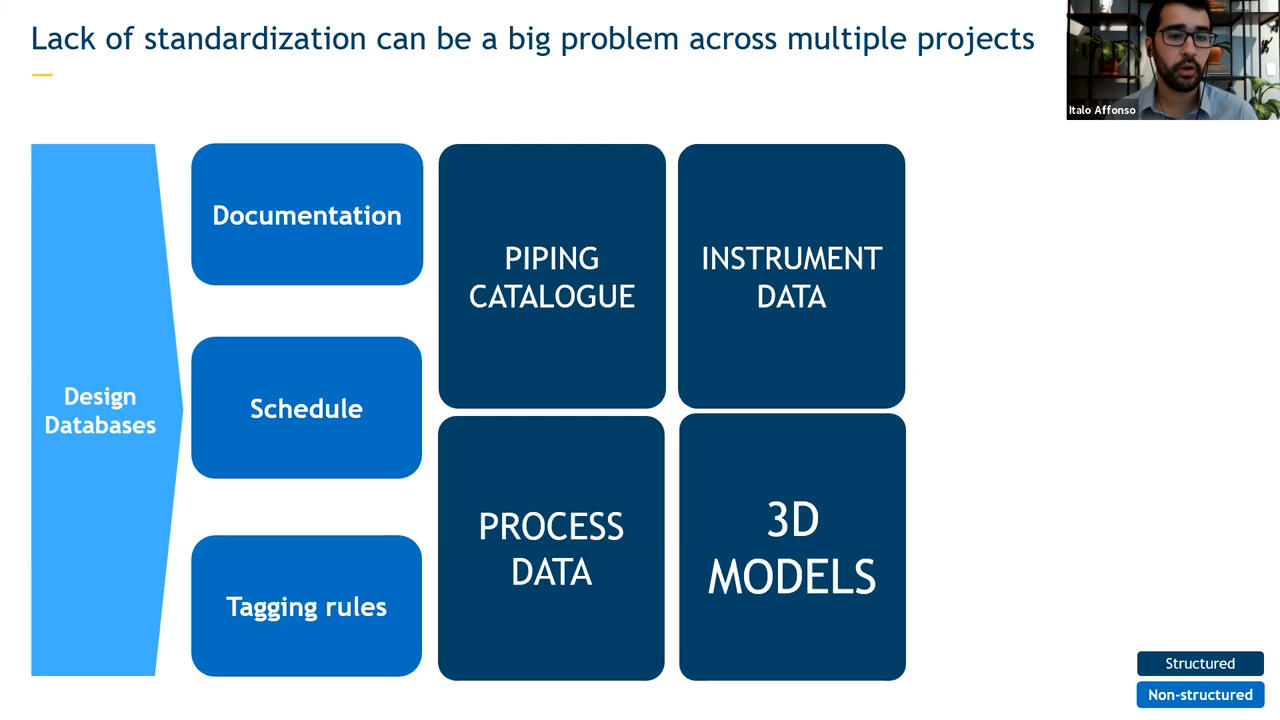 Lack of standardization can be a big problem across multiple projects
Italo Affonso
Design
Databases
Documentation
Schedule
Tagging rules
PIPING
CATALOGUE
INSTRUMENT
DATA
PROCESS
DATA
3D
MODELS
Structured
Non-structured